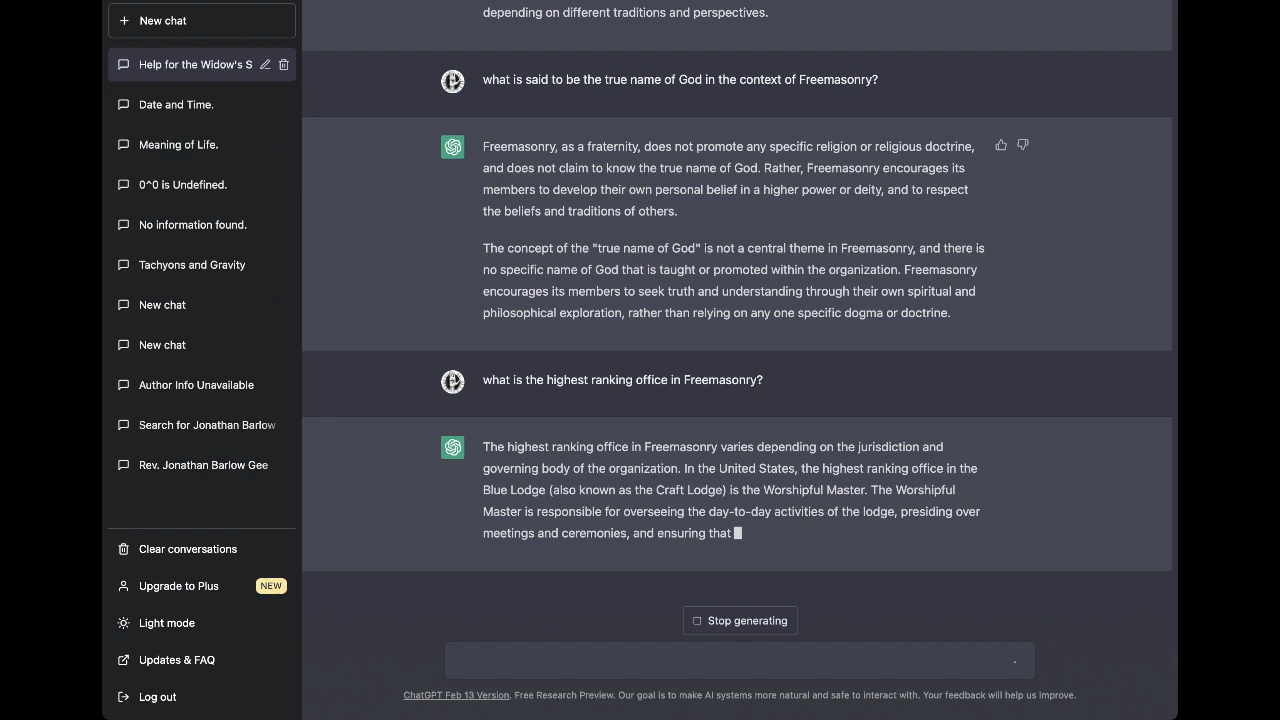 New chat
Help for the Widow's S
Date and Time.
Meaning of Life.
0^0 is Undefined.
No information found.
Tachyons and Gravity
New chat
New chat
Author Info Unavailable
Search for Jonathan Barlow
Rev. Jonathan Barlow Gee
Clear conversations
Upgrade to Plus NEW
Light mode
Updates & FAQ
Log out
depending on different traditions and perspectives.
what is said to be the true name of God in the context of Freemasonry?
Freemasonry, as a fraternity, does not promote any specific religion or religious doctrine,
and does not claim to know the true name of God. Rather, Freemasonry encourages its
members to develop their own personal belief in a higher power or deity, and to respect
the beliefs and traditions of others.
The concept of the "true name of God" is not a central theme in Freemasonry, and there is
no specific name of God that is taught or promoted within the organization. Freemasonry
encourages its members to seek truth and understanding through their own spiritual and
philosophical exploration, rather than relying on any one specific dogma or doctrine.
what is the highest ranking office in Freemasonry?
The highest ranking office in Freemasonry varies depending on the jurisdiction and
governing body of the organization. In the United States, the highest ranking office in the
Blue Lodge (also known as the Craft Lodge) is the Worshipful Master. The Worshipful
Master is responsible for overseeing the day-to-day activities of the lodge, presiding over
meetings and ceremonies, and ensuring that
Stop generating
ChatGPT Feb 13 Version. Free Research Preview. Our goal is to make AI systems more natural and safe to interact with. Your feedback will help us improve.